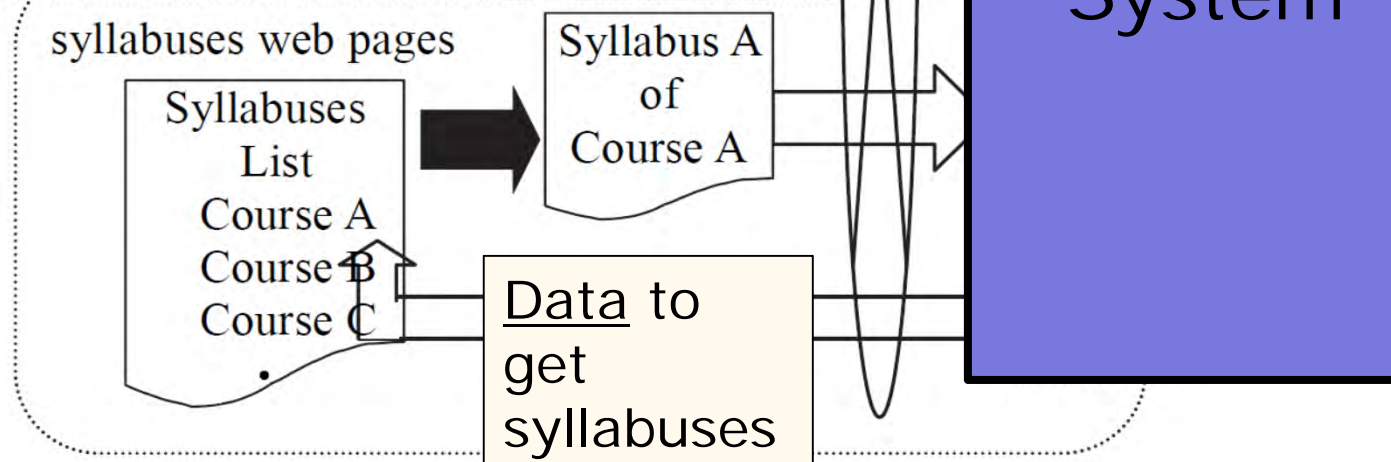 System
syllabuses web pages
Syllabuses
List
Course A
Course B
Course C
Syllabus A
of
Course A
Data to
get
syllabuses